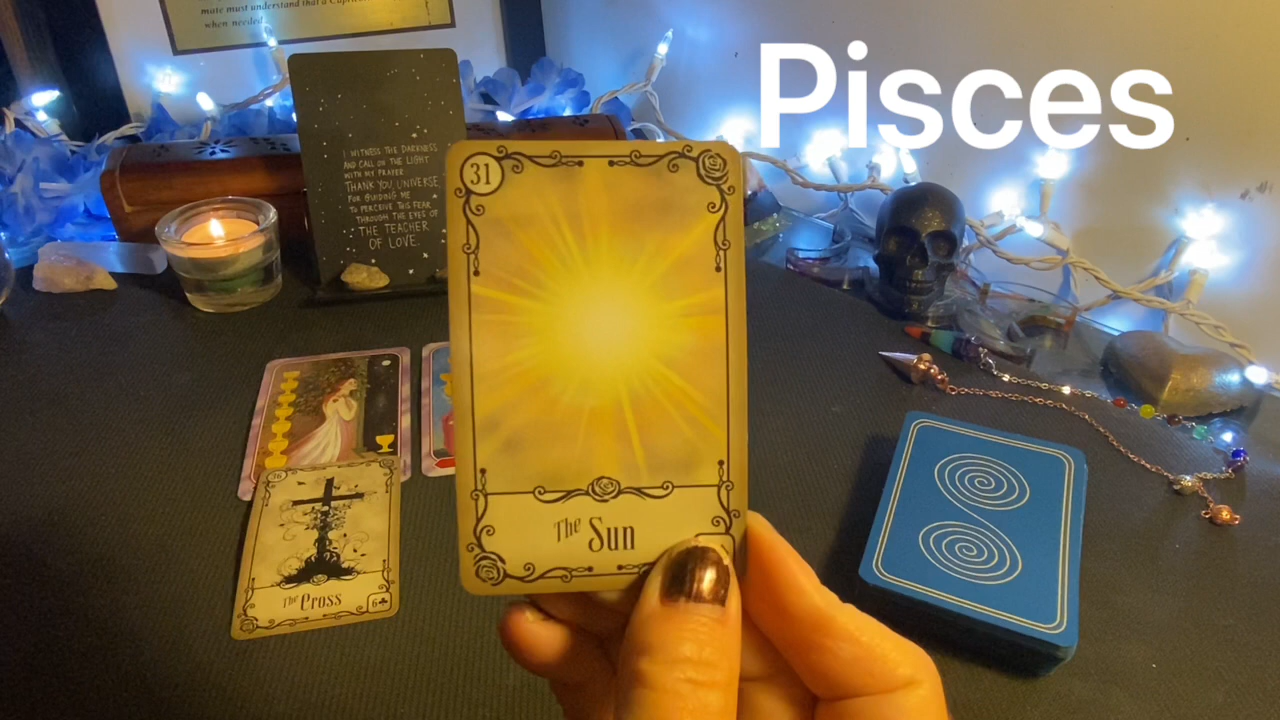 mate must understand that a Capricorn
when needed.
Pisces
I WITNESS THE DARKNESS
AND CALL ON THE LIGHT
WITH MY PRAYER
THANK YOU, UNIVERSE,
FOR GUIDING ME
TO PERCEIVE THIS FEAR
THROUGH THE EYES OF
THE TEACHER
OF LOVE.
31
The Sun
36
The Cross
6♣